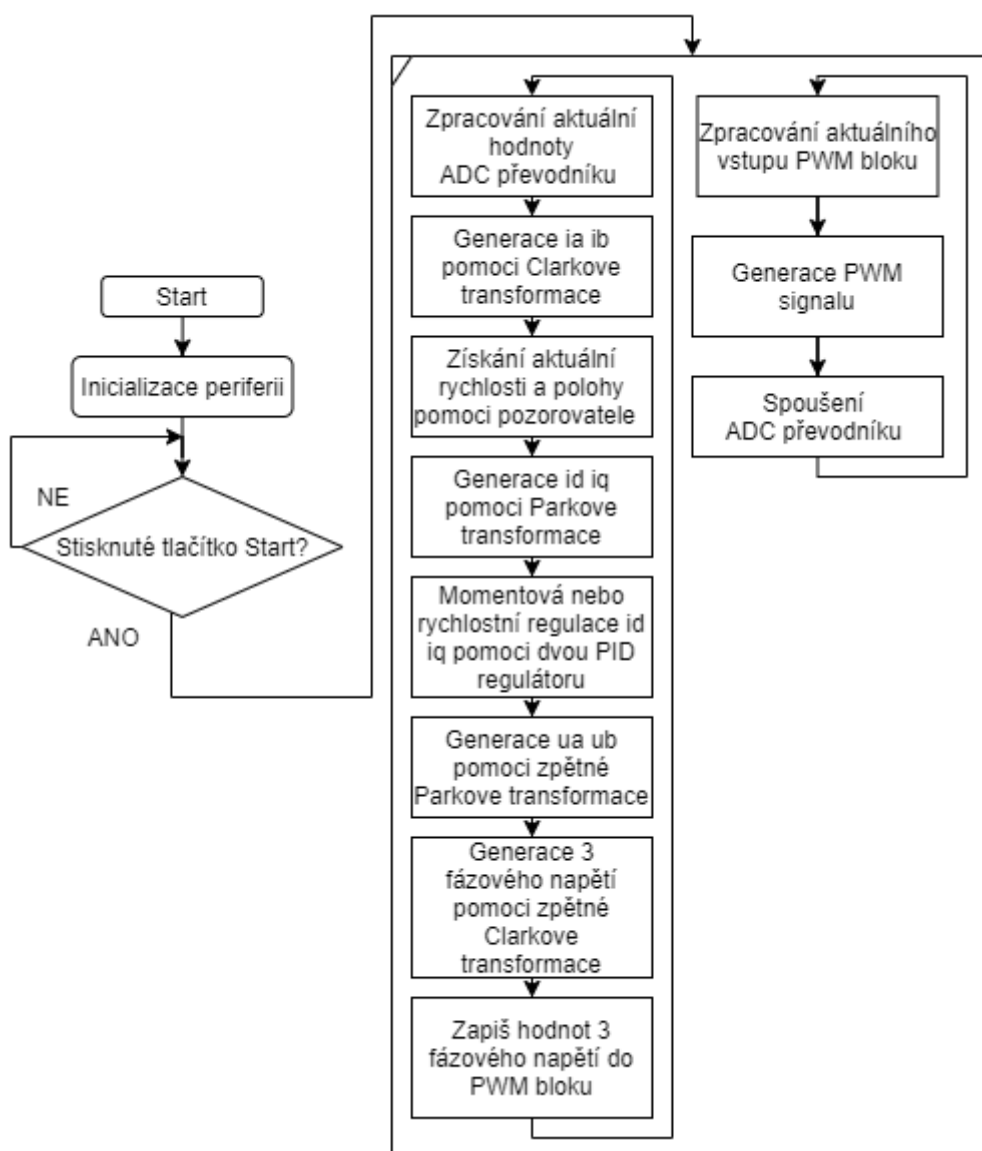 Start
Inicializace periferii
NE
Stisknuté tlačítko Start?
ANO
Zpracování aktuální
hodnoty
ADC převodníku
Generace ia ib
pomoci Clarkove
transformace
Získání aktuální
rychlosti a polohy
pomoci pozorovatele
Generace id iq
pomoci Parkove
transformace
Momentová nebo
rychlostní regulace id
iq pomoci dvou PID
regulátoru
Generace ua ub
pomoci zpětné
Parkove transformace
Generace 3
fázového napětí
pomoci zpětné
Clarkove
transformace
Zapiš hodnot 3
fázového napětí do
PWM bloku
Zpracování aktuálního
vstupu PWM bloku
Generace PWM
signalu
Spoušení
ADC převodníku